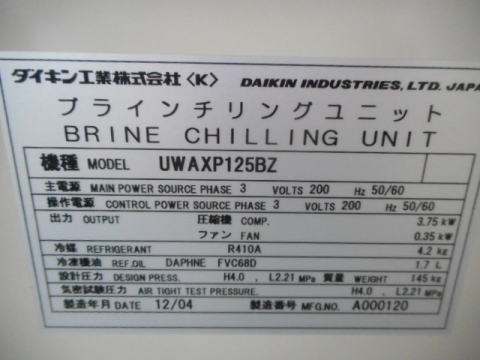 ダイキン工業株式会社〈K〉 DAIKIN INDUSTRIES, LTD. JAPA
ブラインチリングユニット
BRINE CHILLING UNIT
機種 MODEL UWAXP125BZ
主電源 MAIN POWER SOURCE PHASE 3 VOLTS 200 Hz 50/60
操作電源 CONTROL POWER SOURCE PHASE 3 VOLTS 200 Hz 50/60
出力 OUTPUT 圧縮機 COMP. 3.75 kW
ファン FAN 0.35 kW
冷媒 REFRIGERANT R410A 4.2 kg
冷凍機油 REF.OIL DAPHNE FVC68D 1.7 L
設計圧力 DESIGN PRESS. H4.0 , L2.21 MPa 質量 WEIGHT 145 kg
気密試験圧力 AIR TIGHT TEST PRESSURE. H4.0 , L2.21 MPa
製造年月 DATE 12/04 製造番号 MFG.NO. A000120